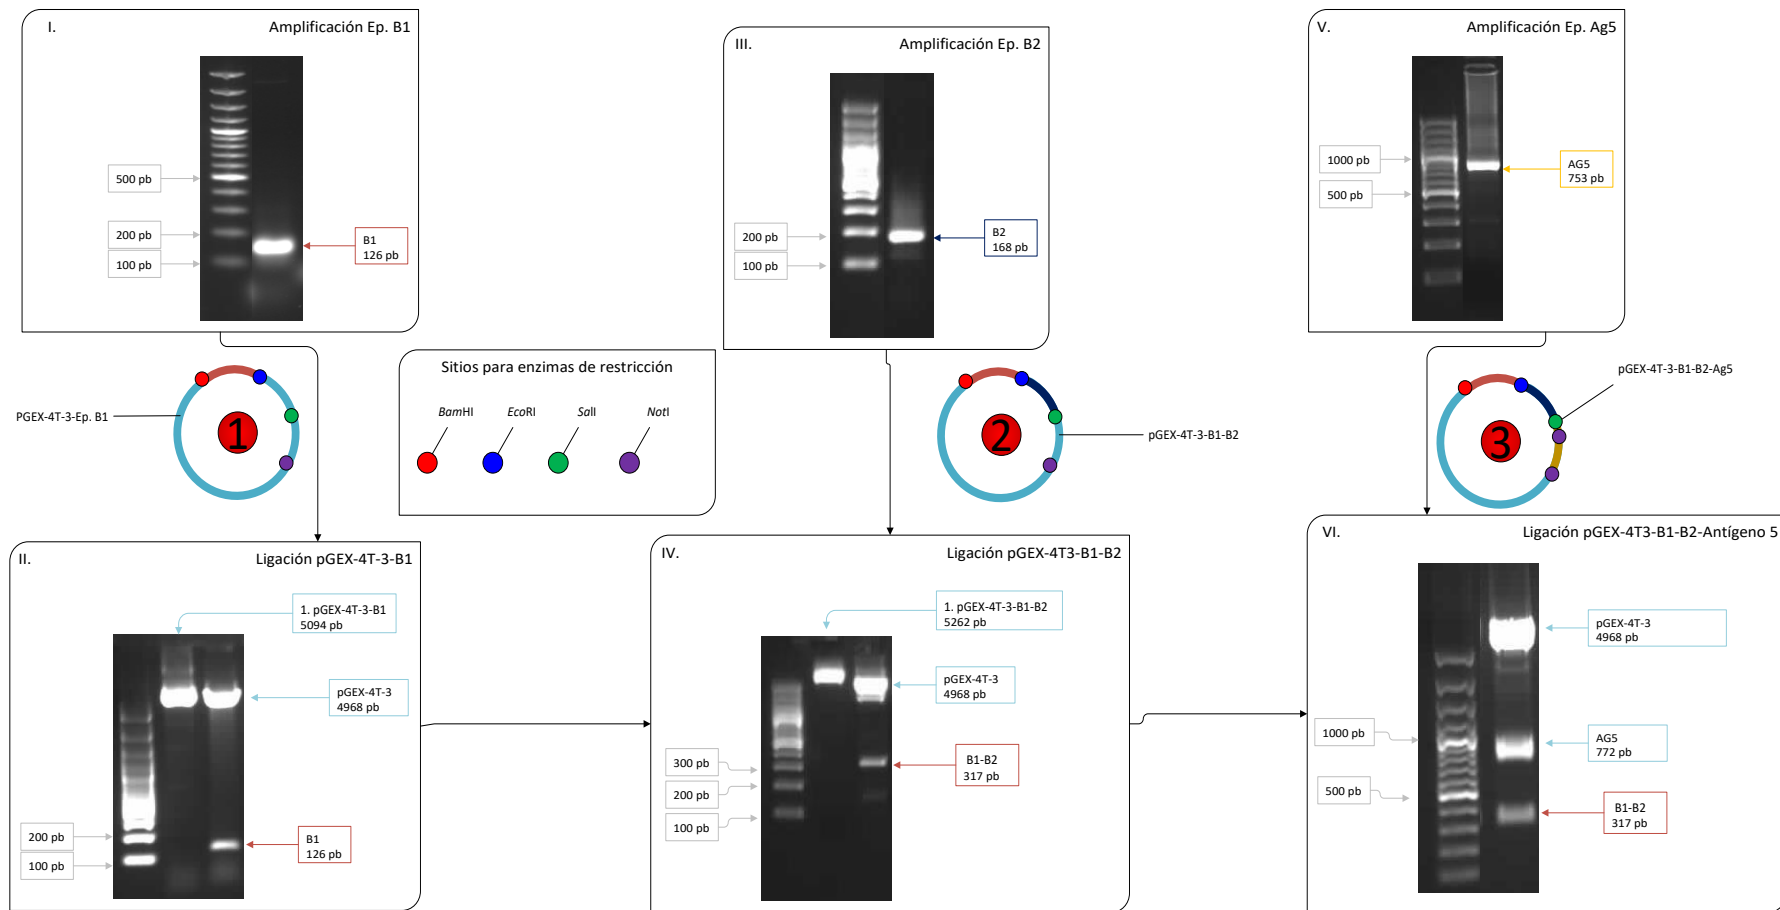 I.
Amplificación Ep. B1
500 pb
200 pb
100 pb
B1
126 pb
III.
Amplificación Ep. B2
200 pb
100 pb
B2
168 pb
V.
Amplificación Ep. Ag5
1000 pb
500 pb
AG5
753 pb
PGEX-4T-3-Ep. B1
1
Sitios para enzimas de restricción
BamHI
EcoRI
SalI
NotI
2
pGEX-4T-3-B1-B2
3
pGEX-4T-3-B1-B2-Ag5
II.
Ligación pGEX-4T-3-B1
1. pGEX-4T-3-B1
5094 pb
pGEX-4T-3
4968 pb
200 pb
100 pb
B1
126 pb
IV.
Ligación pGEX-4T3-B1-B2
1. pGEX-4T-3-B1-B2
5262 pb
pGEX-4T-3
4968 pb
300 pb
200 pb
100 pb
B1-B2
317 pb
VI.
Ligación pGEX-4T3-B1-B2-Antígeno 5
pGEX-4T-3
4968 pb
1000 pb
500 pb
AG5
772 pb
B1-B2
317 pb